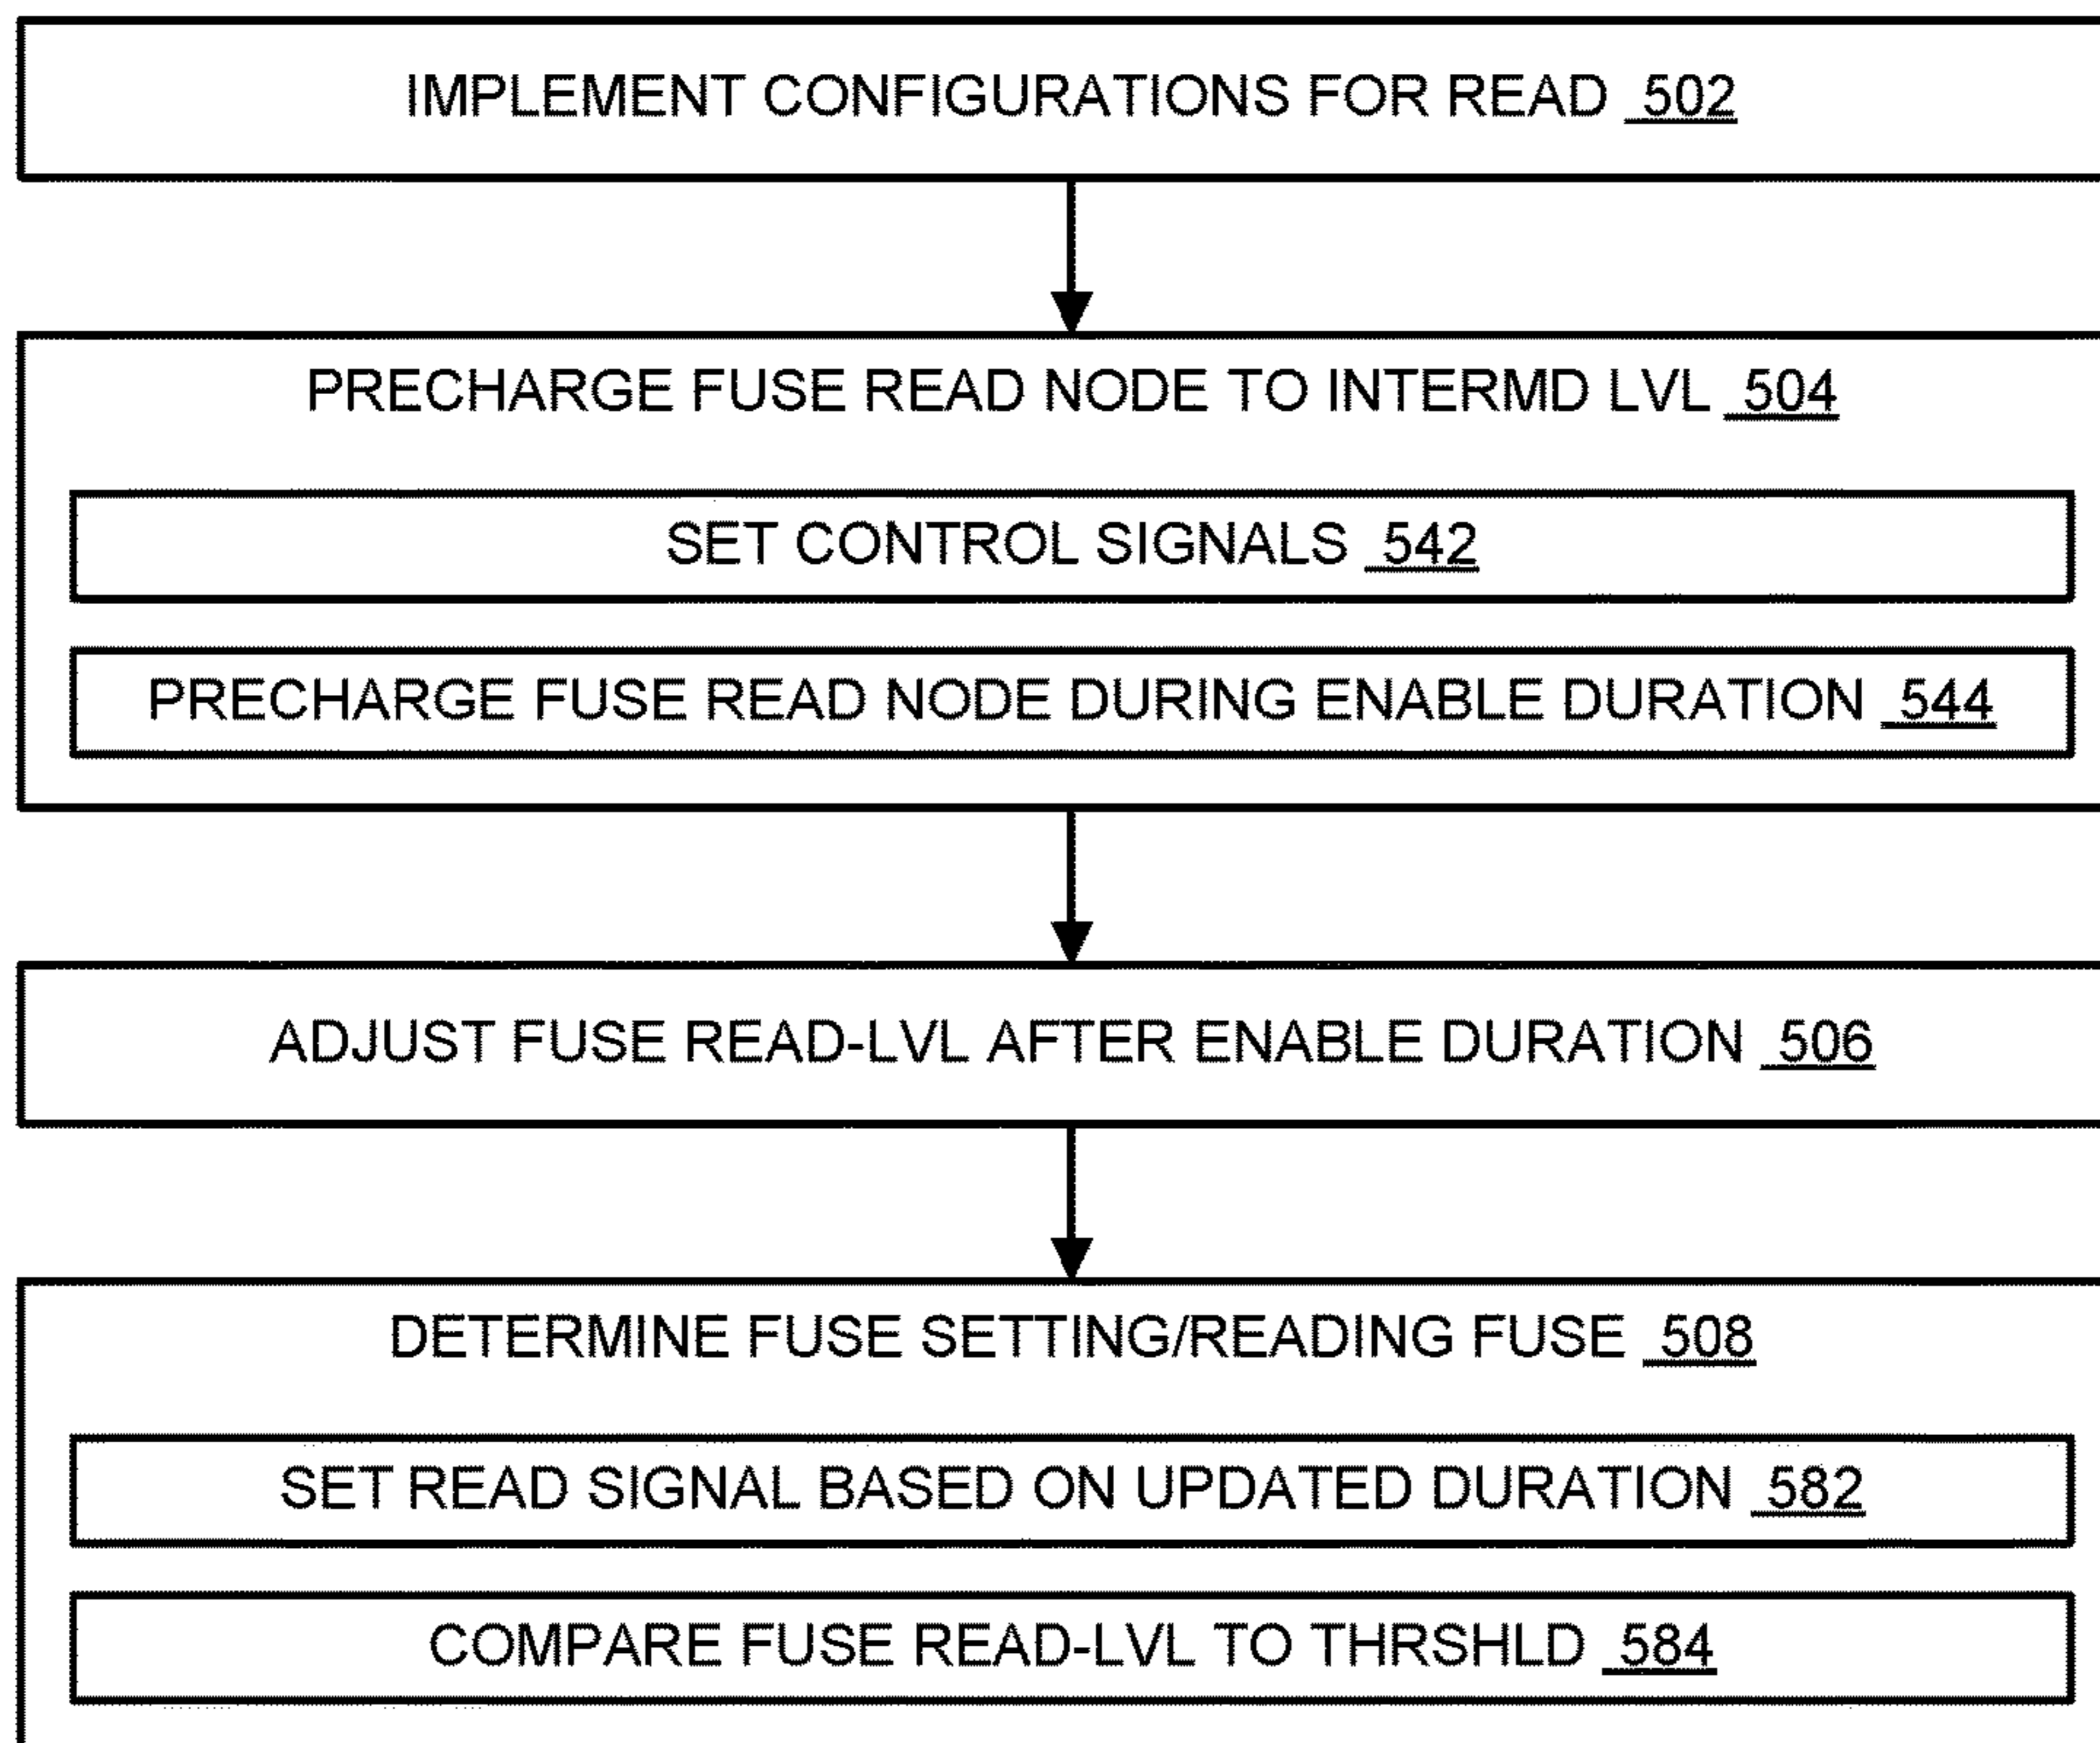 IMPLEMENT CONFIGURATIONS FOR READ 502
PRECHARGE FUSE READ NODE TO INTERMD LVL 504
SET CONTROL SIGNALS 542
PRECHARGE FUSE READ NODE DURING ENABLE DURATION 544
ADJUST FUSE READ-LVL AFTER ENABLE DURATION 506
DETERMINE FUSE SETTING/READING FUSE 508
SET READ SIGNAL BASED ON UPDATED DURATION 582
COMPARE FUSE READ-LVL TO THRSHLD 584